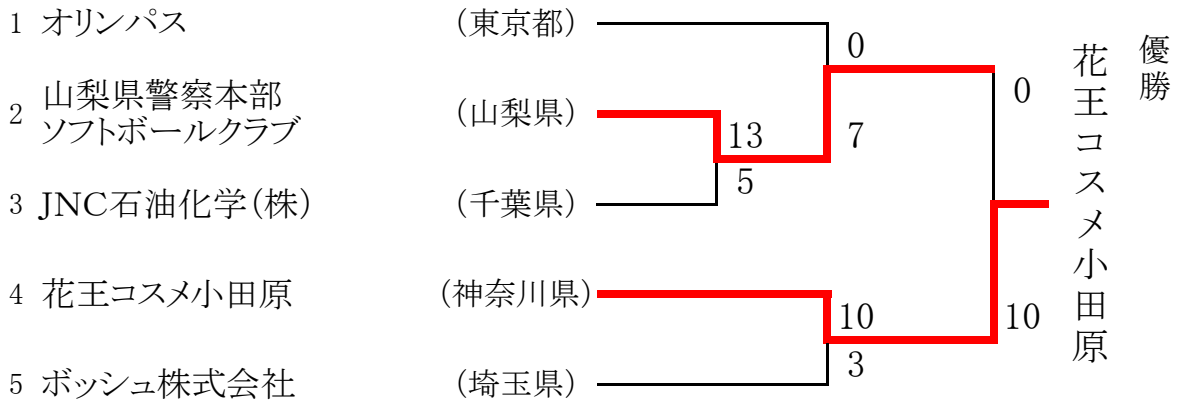 1 オリンパス (東京都)
2 山梨県警察本部
ソフトボールクラブ (山梨県)
3 JNC石油化学(株) (千葉県)
4 花王コスメ小田原 (神奈川県)
5 ボッシュ株式会社 (埼玉県)
13
5
0
7
10
3
0
10
優勝
花王コスメ小田原